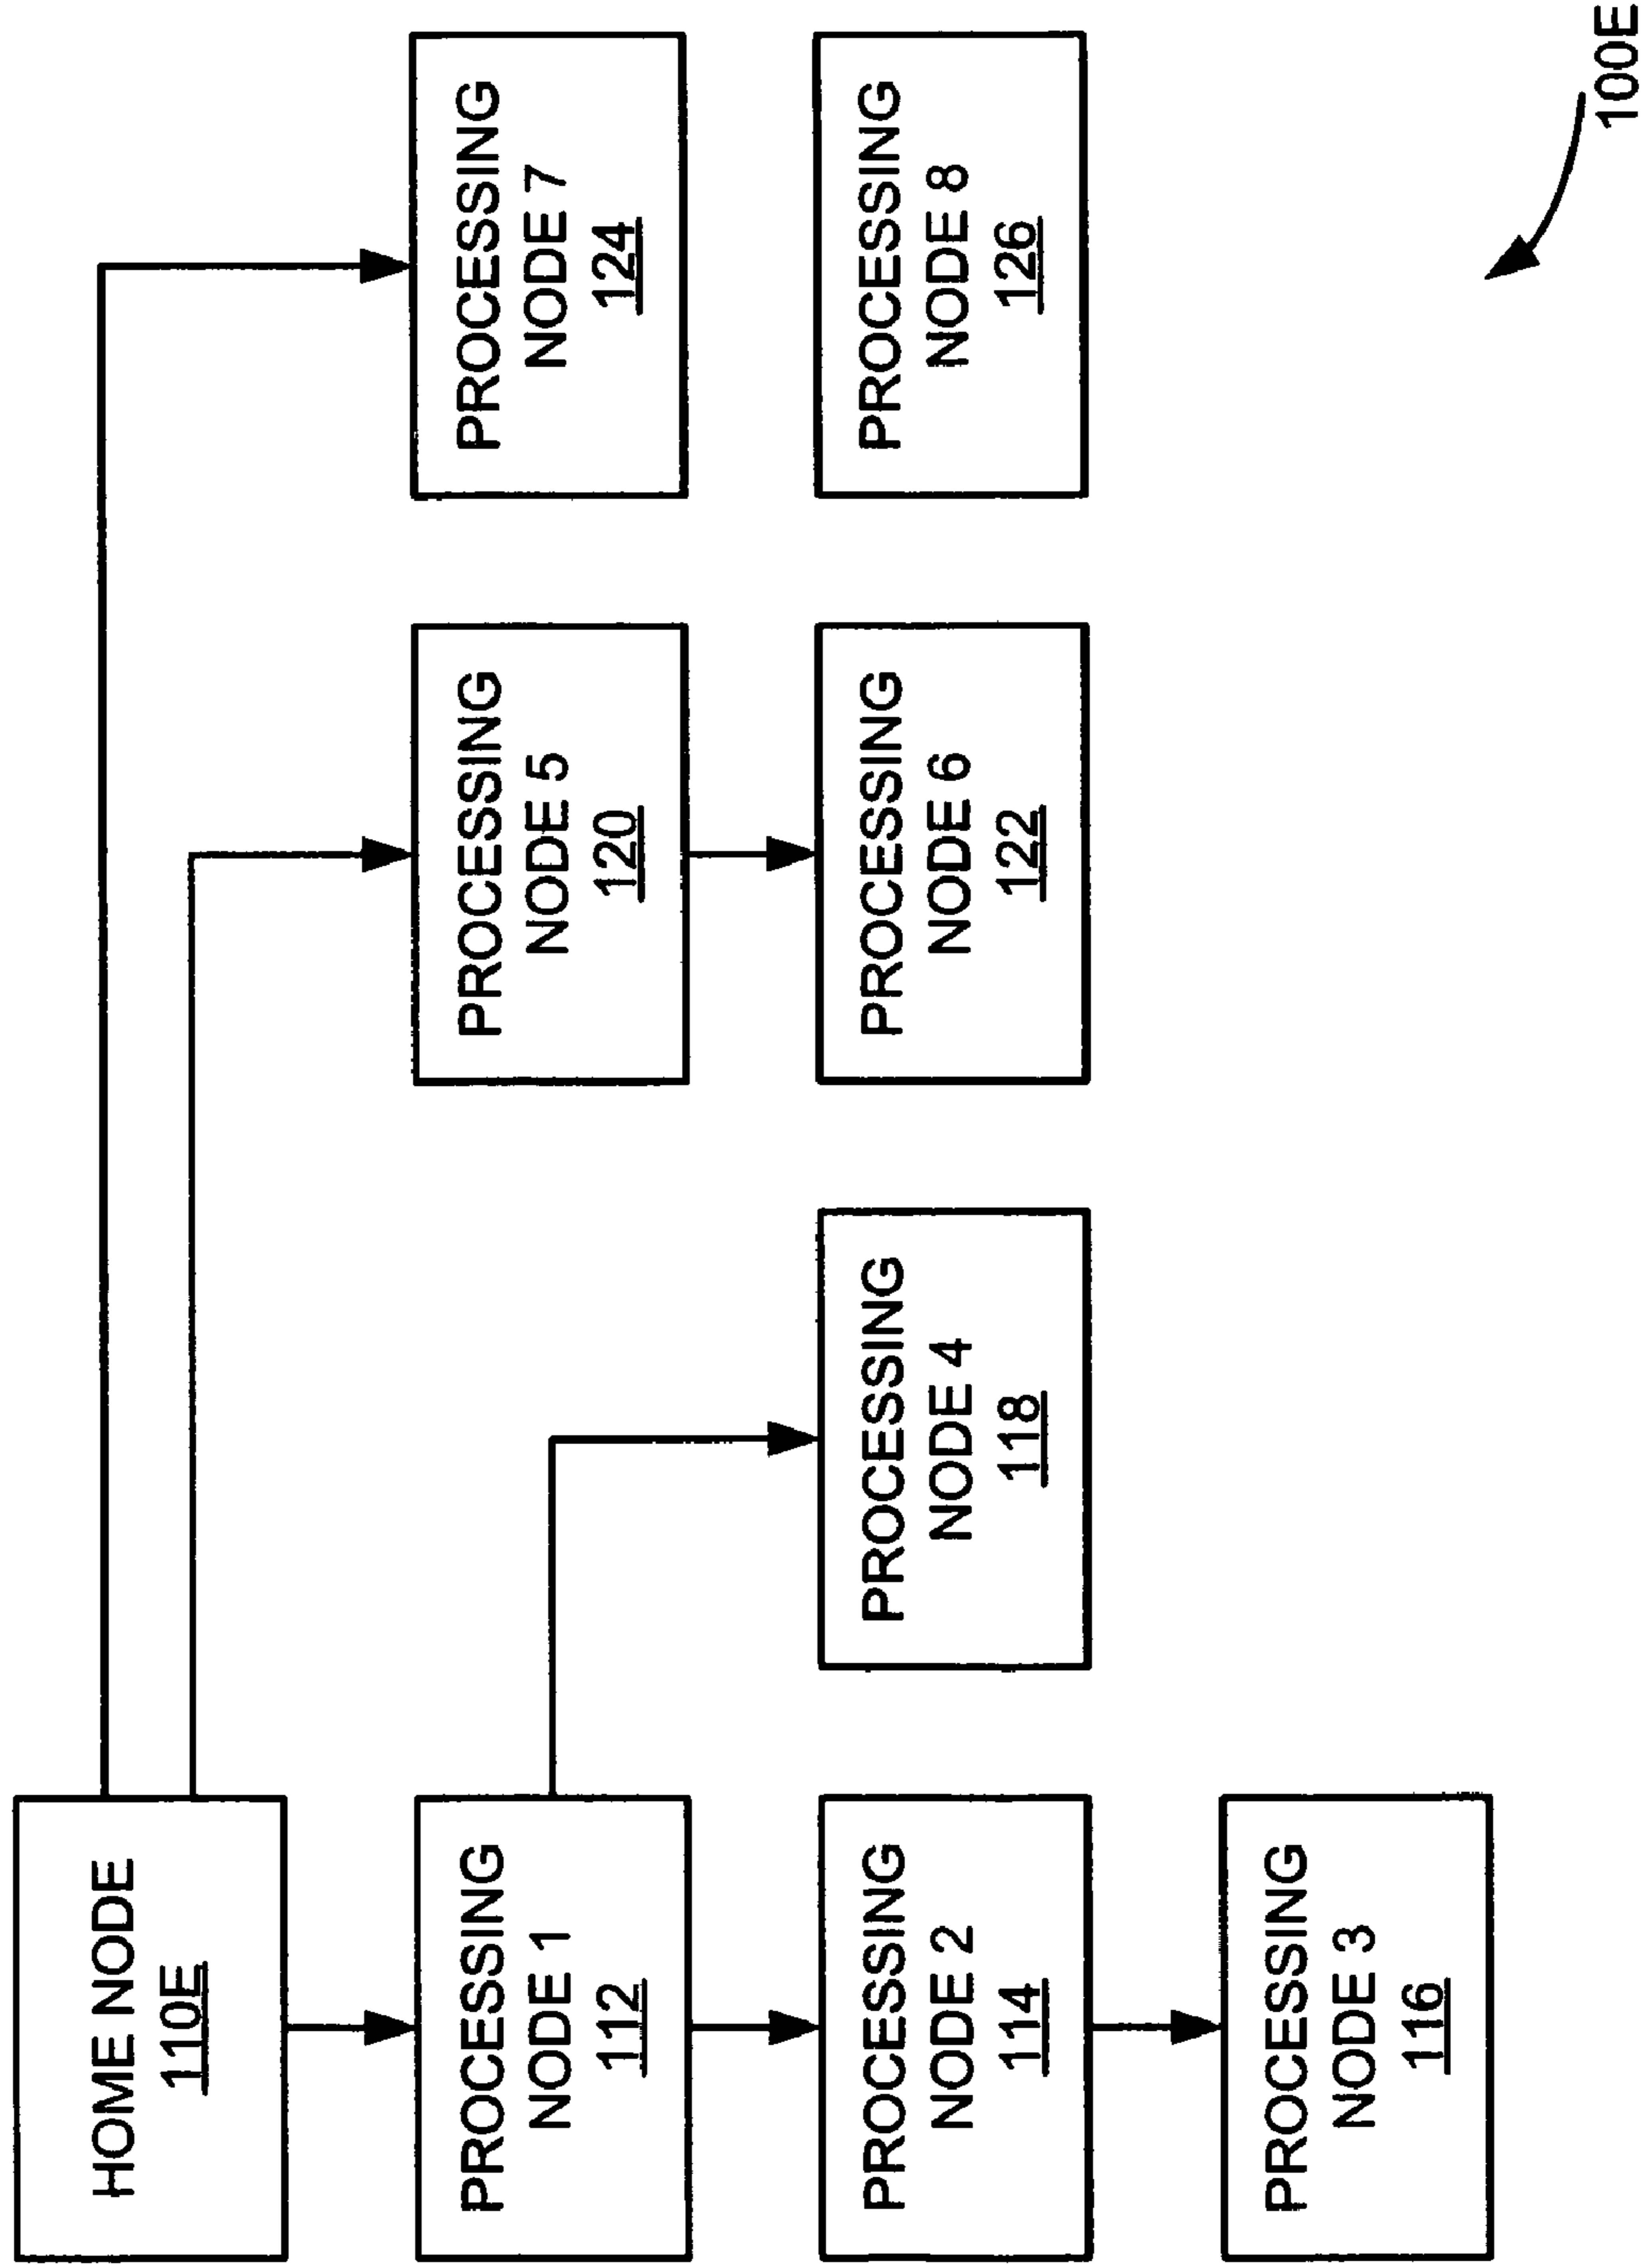 HOME NODE
110E
PROCESSING
NODE 1
112
PROCESSING
NODE 2
114
PROCESSING
NODE 3
116
PROCESSING
NODE 4
118
PROCESSING
NODE 5
120
PROCESSING
NODE 6
122
PROCESSING
NODE 7
124
PROCESSING
NODE 8
126
100E